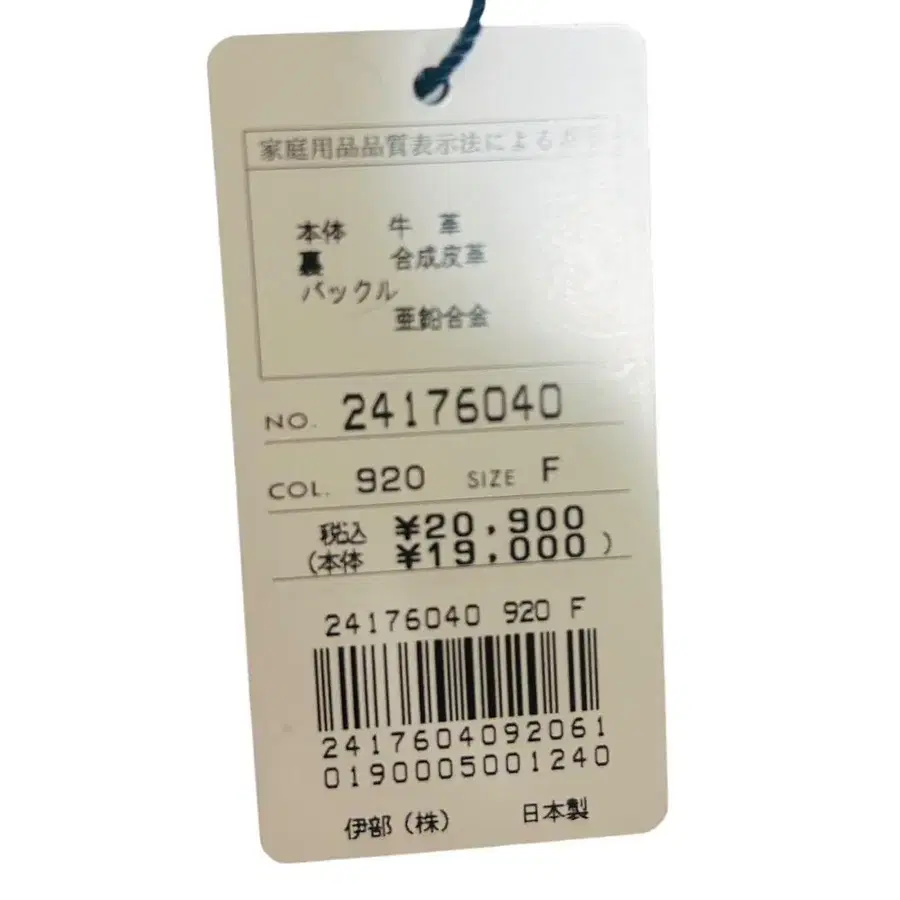 家庭用品品質表示法による
本体 牛 革
裏 合成皮革
バックル
亜鉛合金
NO. 24176040
COL. 920 SIZE F
税込 ¥20,900
(本体 ¥19,000 )
24176040 920 F
2417604092061
0190005001240
伊部(株) 日本製